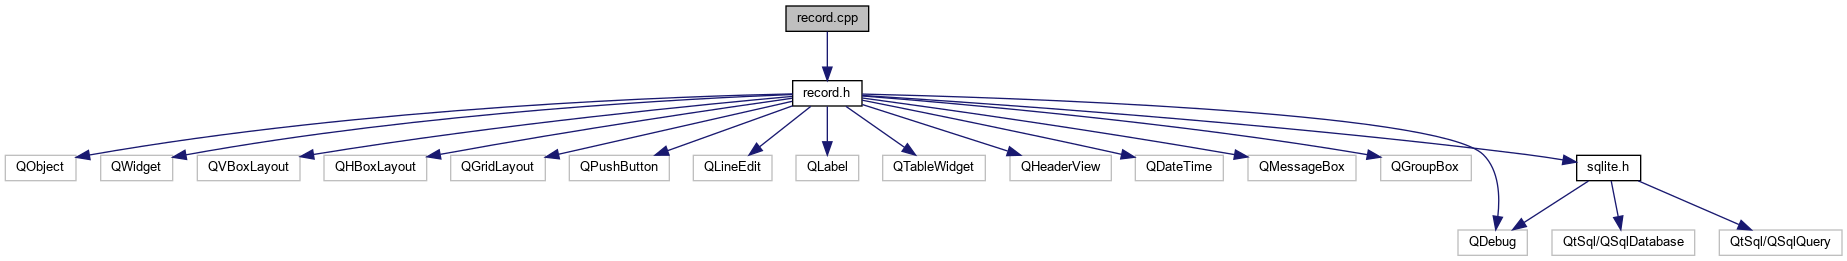 record.cpp
record.h
QObject
QWidget
QVBoxLayout
QHBoxLayout
QGridLayout
QPushButton
QLineEdit
QLabel
QTableWidget
QHeaderView
QDateTime
QMessageBox
QGroupBox
sqlite.h
QDebug
QtSql/QSqlDatabase
QtSql/QSqlQuery